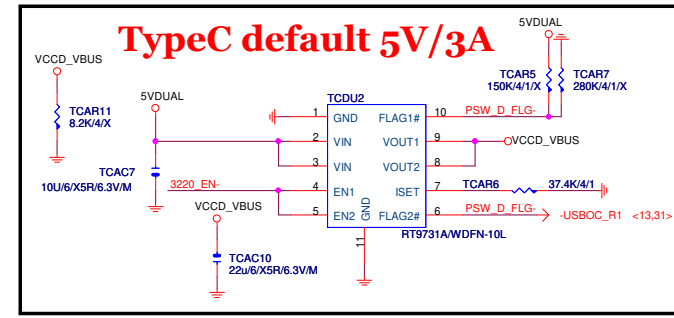 TypeC default 5V/3A
5VDUAL
VCCD_VBUS
TCAR5
150K/4/1/X
TCAR7
280K/4/1/X
5VDUAL
TCDU2
TCAR11
8.2K/4/X
1 GND FLAG1# 10 PSW_D_FLG-
2 VIN VOUT1 9 VCCD_VBUS
3 VIN VOUT2 8
TCAC7
10U/6/X5R/6.3V/M
3220_EN- 4 EN1 ISET 7 TCAR6 37.4K/4/1
5 EN2 GND FLAG2# 6 PSW_D_FLG- -USBOC_R1 <13,31>
VCCD_VBUS
11
RT9731A/WDFN-10L
TCAC10
22u/6/X5R/6.3V/M